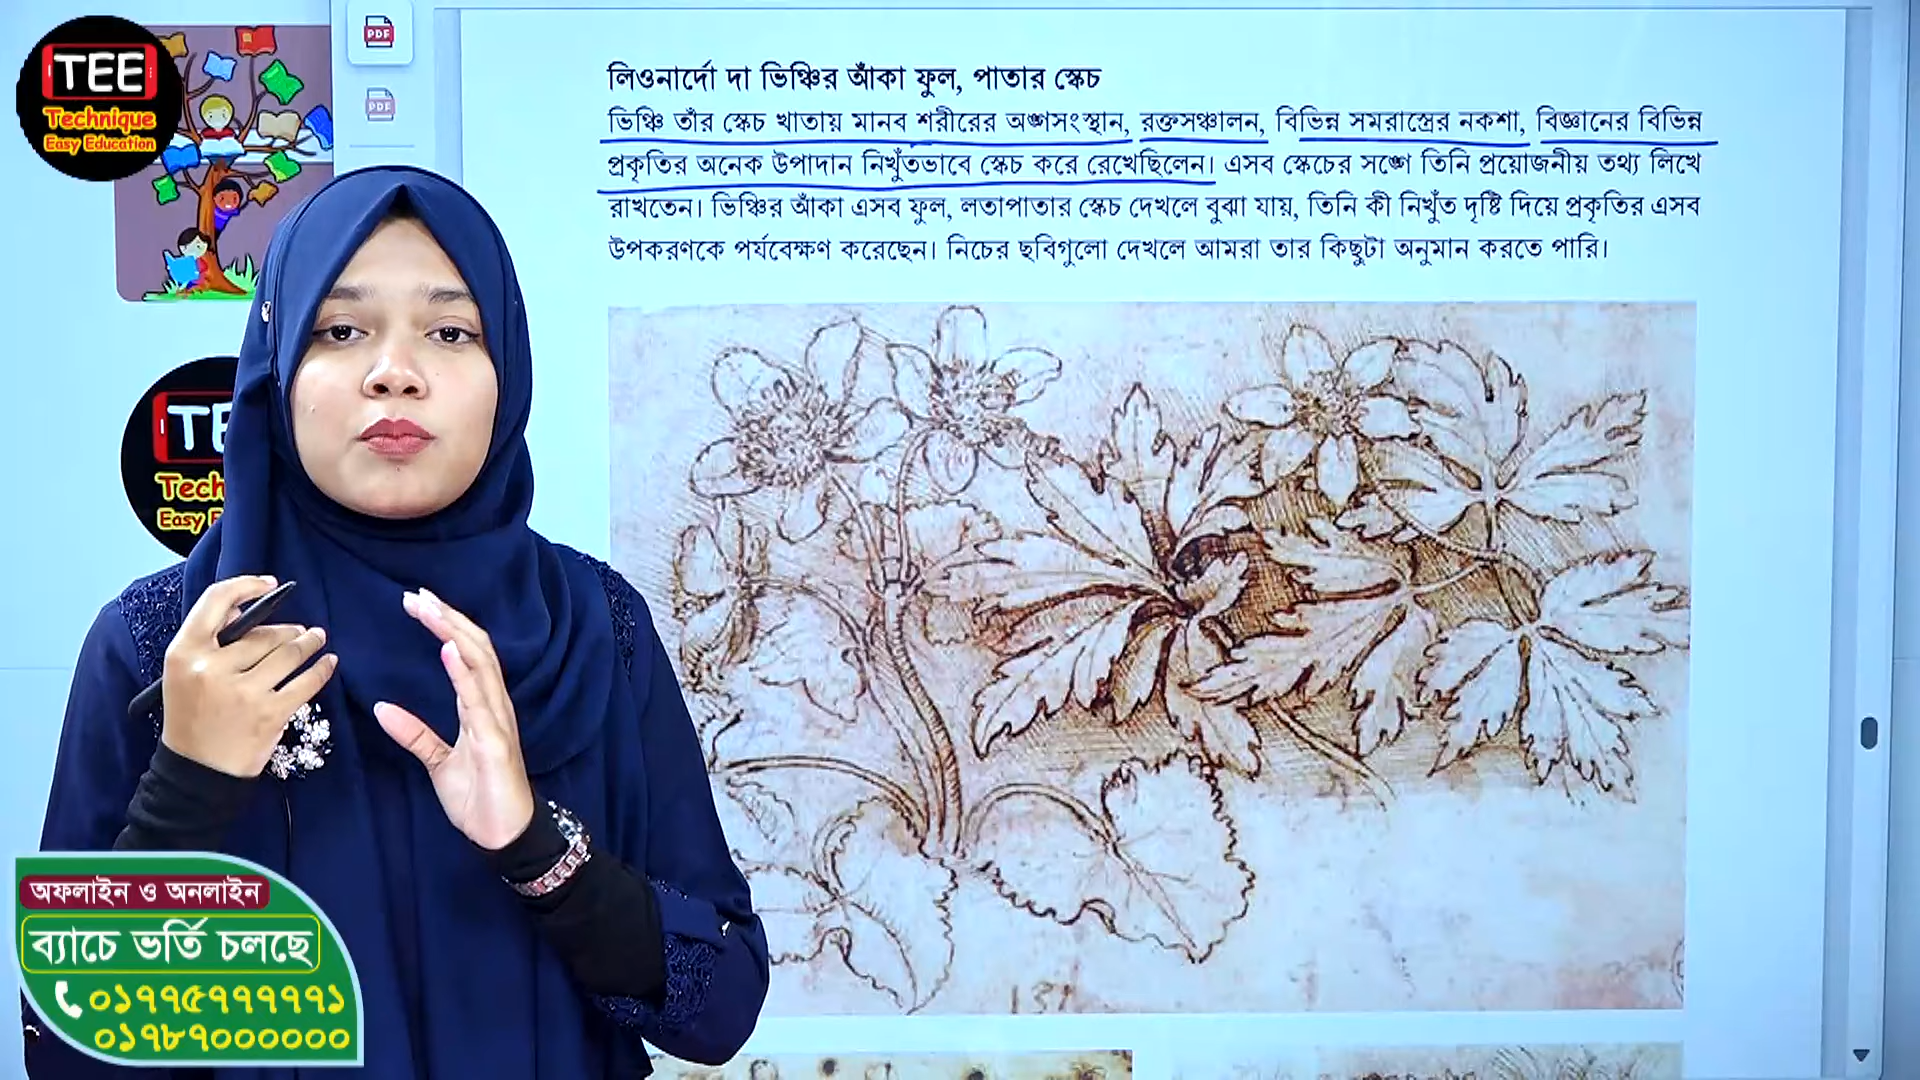 TEE
Technique
Easy Education
PDF
PDF
লিওনার্দো দা ভিঞ্চির আঁকা ফুল, পাতার স্কেচ
ভিঞ্চি তাঁর স্কেচ খাতায় মানব শরীরের অঙ্গসংস্থান, রক্তসঞ্চালন, বিভিন্ন সমরাস্ত্রের নকশা, বিজ্ঞানের বিভিন্ন
প্রকৃতির অনেক উপাদান নিখুঁতভাবে স্কেচ করে রেখেছিলেন। এসব স্কেচের সঙ্গে তিনি প্রয়োজনীয় তথ্য লিখে
রাখতেন। ভিঞ্চির আঁকা এসব ফুল, লতাপাতার স্কেচ দেখলে বুঝা যায়, তিনি কী নিখুঁত দৃষ্টি দিয়ে প্রকৃতির এসব
উপকরণকে পর্যবেক্ষণ করেছেন। নিচের ছবিগুলো দেখলে আমরা তার কিছুটা অনুমান করতে পারি।
অফলাইন ও অনলাইন
ব্যাচে ভর্তি চলছে
০১৭৭৫৭৭৭৭৭১
০১৭৮৭০০০০০০